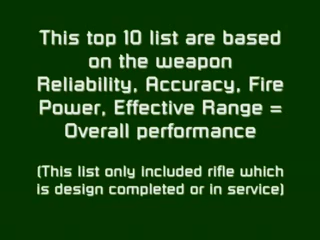 This top 10 list are based
on the weapon
Reliability, Accuracy, Fire
Power, Effective Range =
Overall performance
(This list only included rifle which
is design completed or in service)